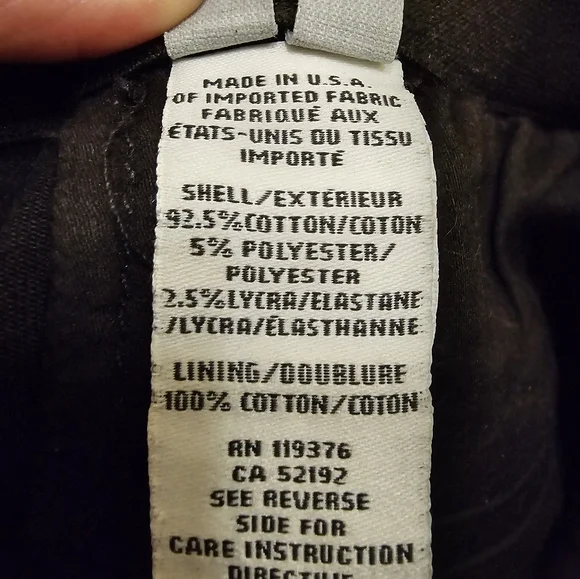 MADE IN U.S.A.
OF IMPORTED FABRIC
FABRIQUÉ AUX
ÉTATS-UNIS DU TISSU
IMPORTÉ
SHELL/EXTÉRIEUR
92.5% COTTON/COTON
5% POLYESTER/
POLYESTER
2.5% LYCRA/ELASTANE
/LYCRA/ÉLASTHANNE
LINING/DOUBLURE
100% COTTON/COTON
RN 119376
CA 52192
SEE REVERSE
SIDE FOR
CARE INSTRUCTION